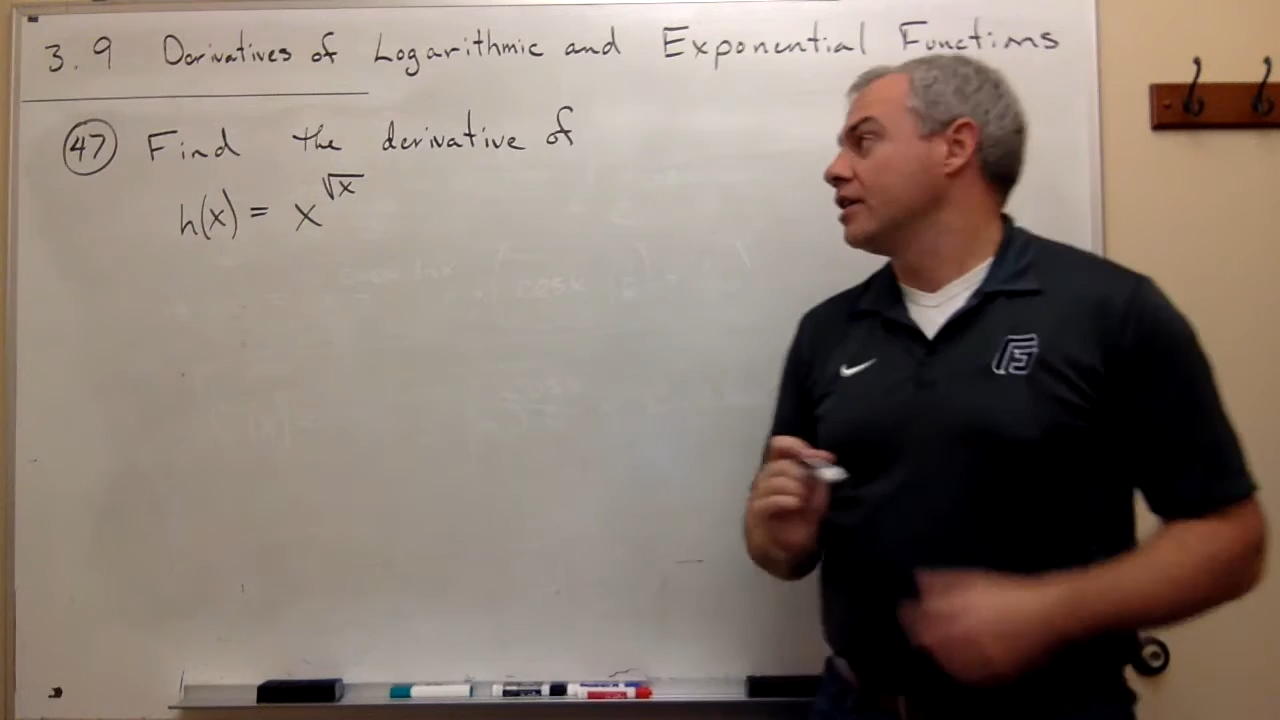 3.9 Derivatives of Logarithmic and Exponential Functions
47 Find the derivative of
h(x) = x^√x